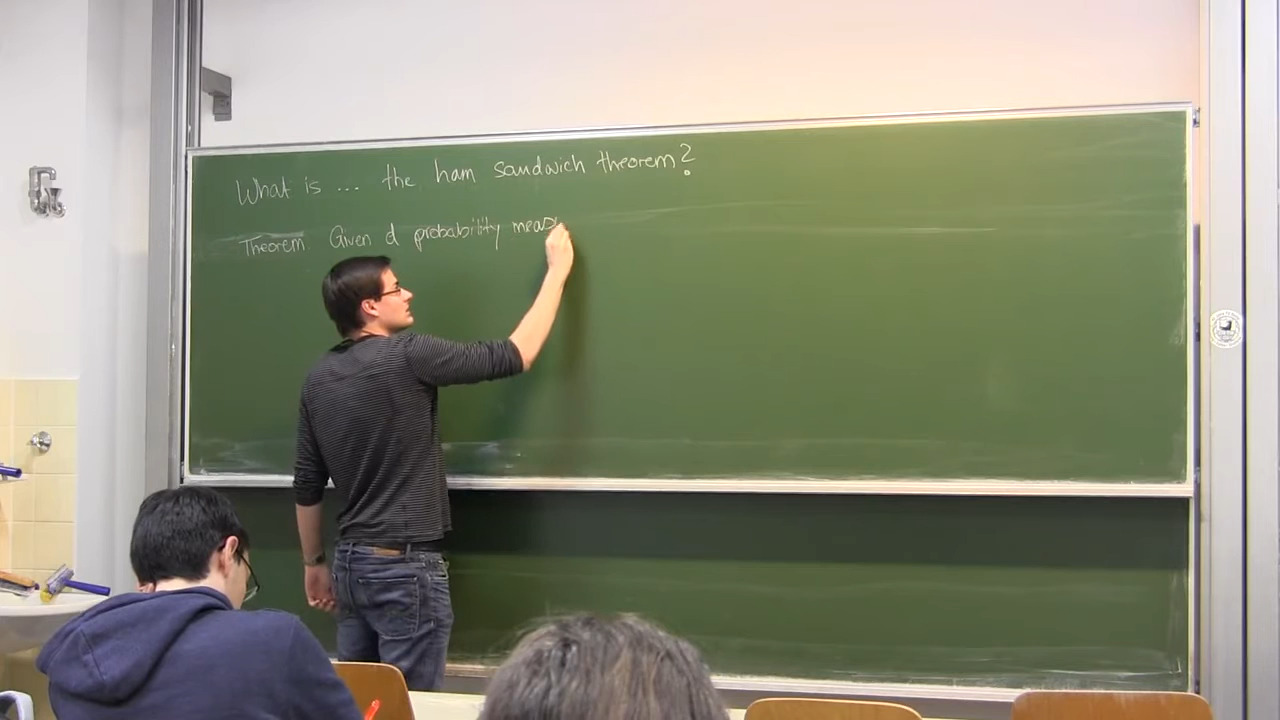 What is ... the ham sandwich theorem?
Theorem Given d probability meas